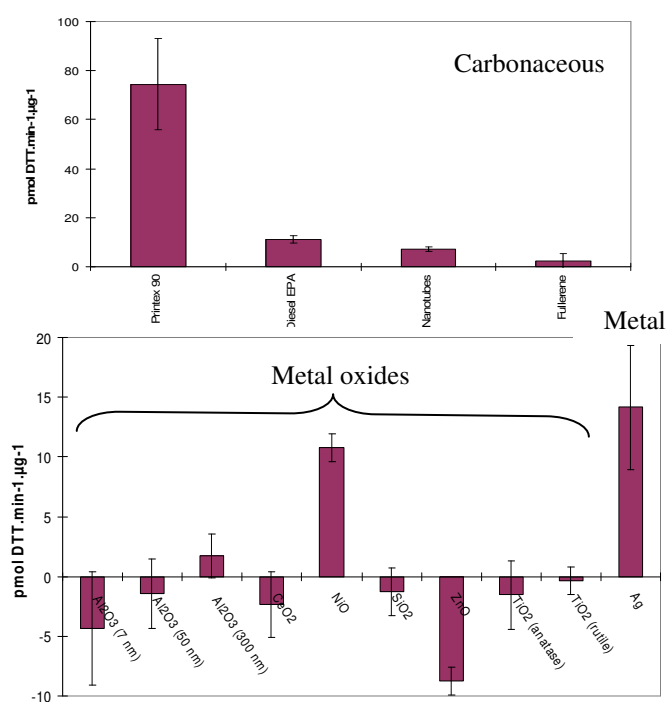 100
Carbonaceous
80
60
40
20
0
pmol DTT.min-1.µg-1
Printex 90
Diesel EPA
Nanotubes
Fullerene
Metal
20
Metal oxides
15
10
5
0
-5
-10
pmol DTT.min-1.µg-1
Al2O3 (7 nm)
Al2O3 (50 nm)
Al2O3 (300 nm)
CeO2
NiO
SiO2
ZnO
TiO2 (anatase)
TiO2 (rutile)
Ag